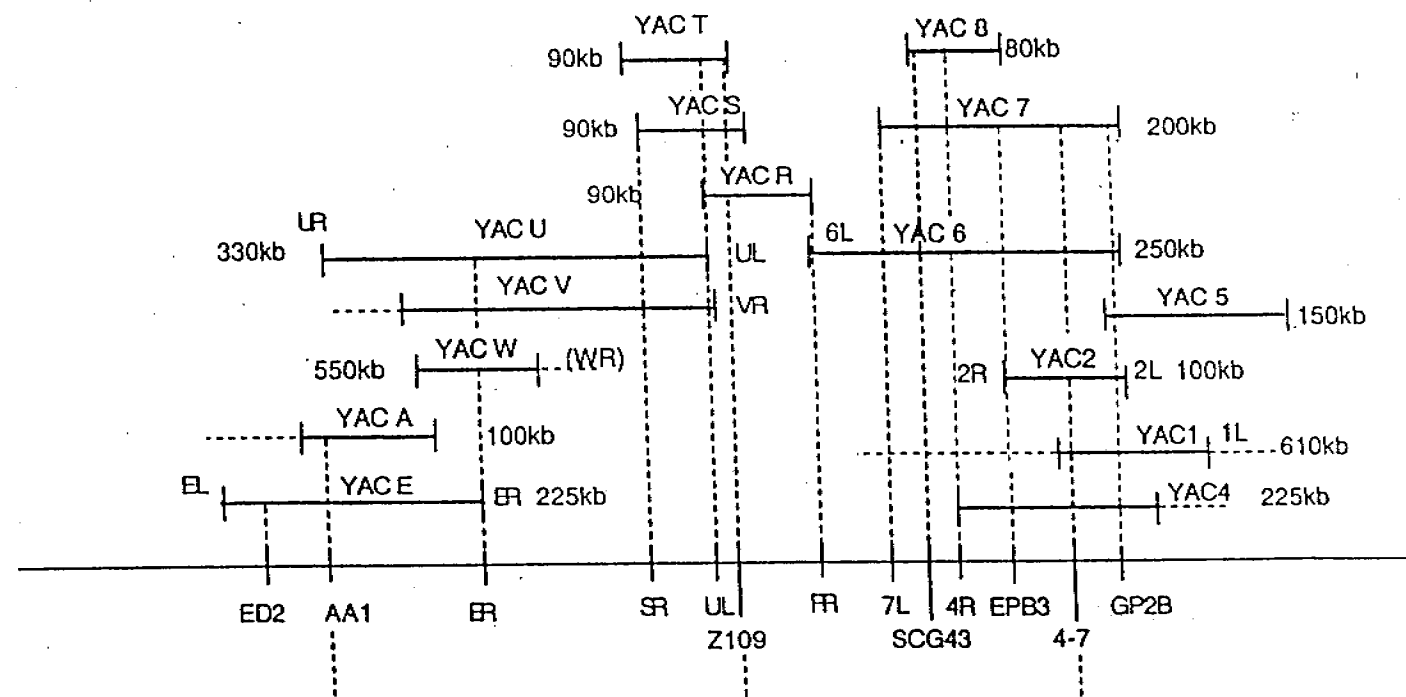 YAC T
90kb
YAC 8
80kb
YAC S
90kb
YAC 7
200kb
YAC R
90kb
UR
YAC U
330kb
UL
6L
YAC 6
250kb
YAC V
VR
YAC 5
150kb
YAC W
550kb
(WR)
2R
YAC2
2L 100kb
YAC A
100kb
YAC1
1L
610kb
EL
YAC E
ER 225kb
YAC4
225kb
ED2 AA1 ER SR UL 7L 4R EPB3 GP2B
Z109 SCG43 4-7